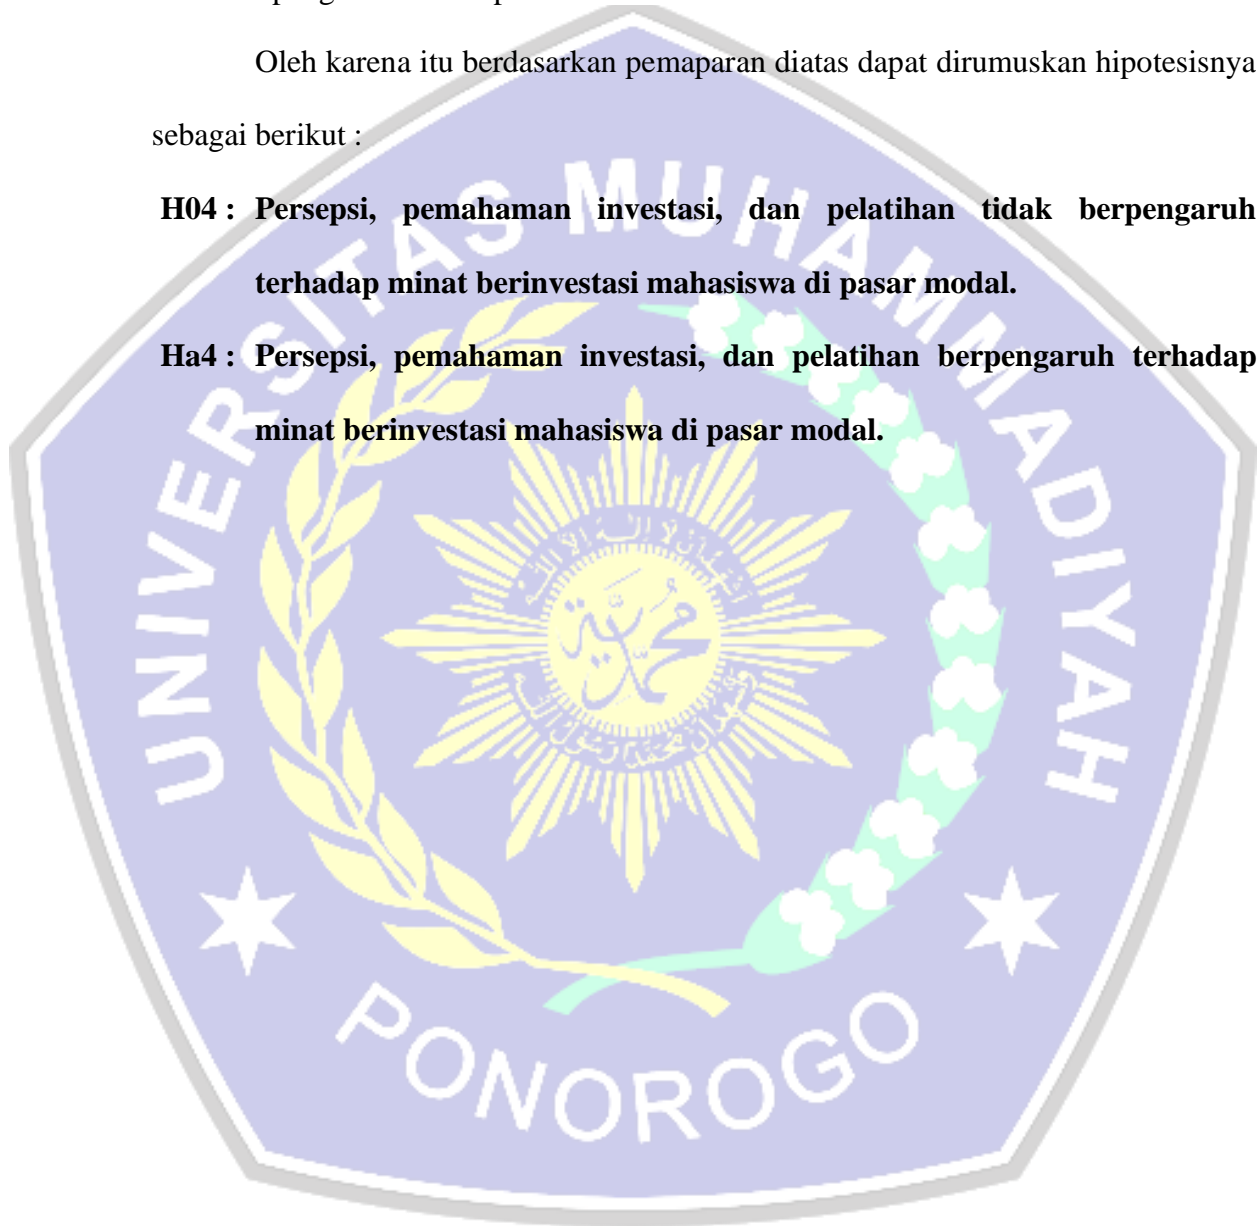 Oleh karena itu berdasarkan pemaparan diatas dapat dirumuskan hipotesisnya
sebagai berikut :
H04 : Persepsi, pemahaman investasi, dan pelatihan tidak berpengaruh
terhadap minat berinvestasi mahasiswa di pasar modal.
Ha4 : Persepsi, pemahaman investasi, dan pelatihan berpengaruh terhadap
minat berinvestasi mahasiswa di pasar modal.
UNIVERSITAS MUHAMMADIYAH
محمدية
PONOROGO